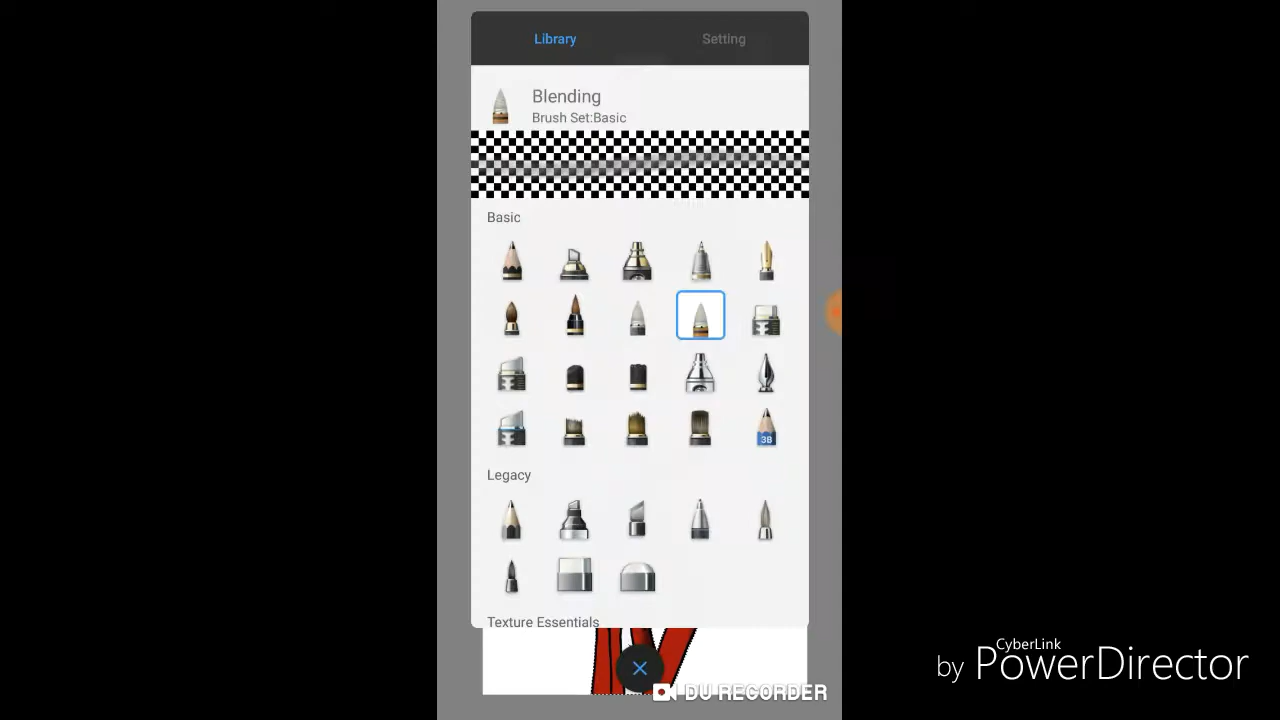 Library
Setting
Blending
Brush Set:Basic
Basic
3B
Legacy
Texture Essentials
DU RECORDER
CyberLink
by PowerDirector